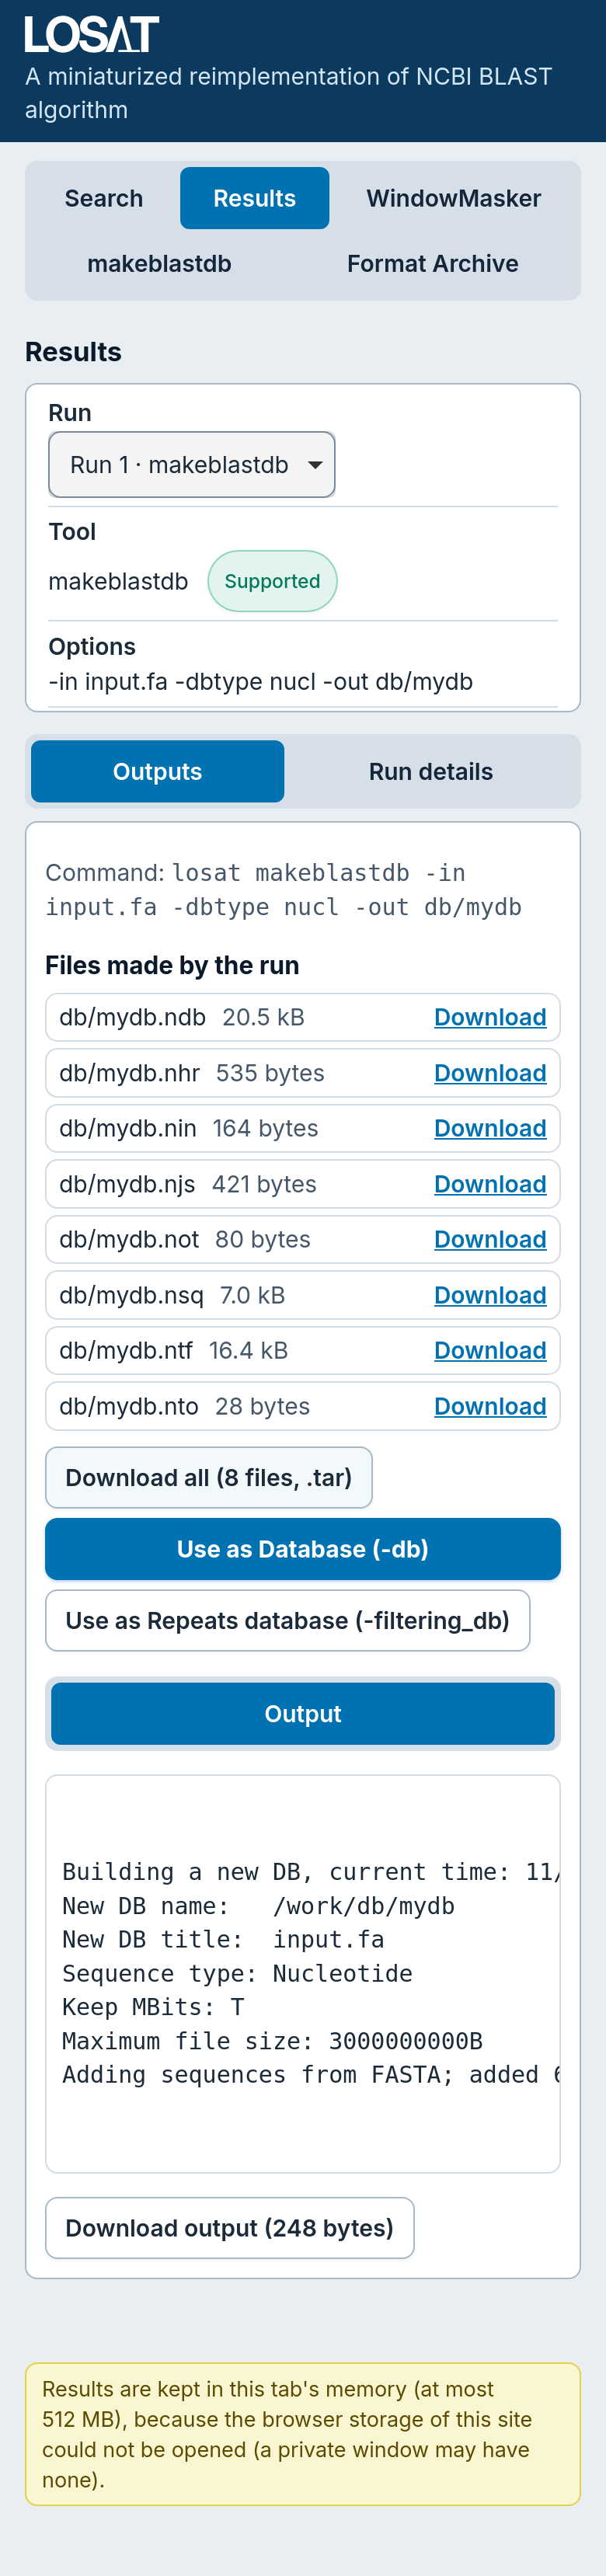 LOSAT
A miniaturized reimplementation of NCBI BLAST
algorithm
Search
Results
WindowMasker
makeblastdb
Format Archive
Results
Run
Run 1 · makeblastdb
Tool
makeblastdb
Supported
Options
-in input.fa -dbtype nucl -out db/mydb
Outputs
Run details
Command: losat makeblastdb -in
input.fa -dbtype nucl -out db/mydb
Files made by the run
db/mydb.ndb 20.5 kB Download
db/mydb.nhr 535 bytes Download
db/mydb.nin 164 bytes Download
db/mydb.njs 421 bytes Download
db/mydb.not 80 bytes Download
db/mydb.nsq 7.0 kB Download
db/mydb.ntf 16.4 kB Download
db/mydb.nto 28 bytes Download
Download all (8 files, .tar)
Use as Database (-db)
Use as Repeats database (-filtering_db)
Output
Building a new DB, current time: 11/
New DB name:   /work/db/mydb
New DB title:  input.fa
Sequence type: Nucleotide
Keep MBits: T
Maximum file size: 3000000000B
Adding sequences from FASTA; added
Download output (248 bytes)
Results are kept in this tab's memory (at most
512 MB), because the browser storage of this site
could not be opened (a private window may have
none).